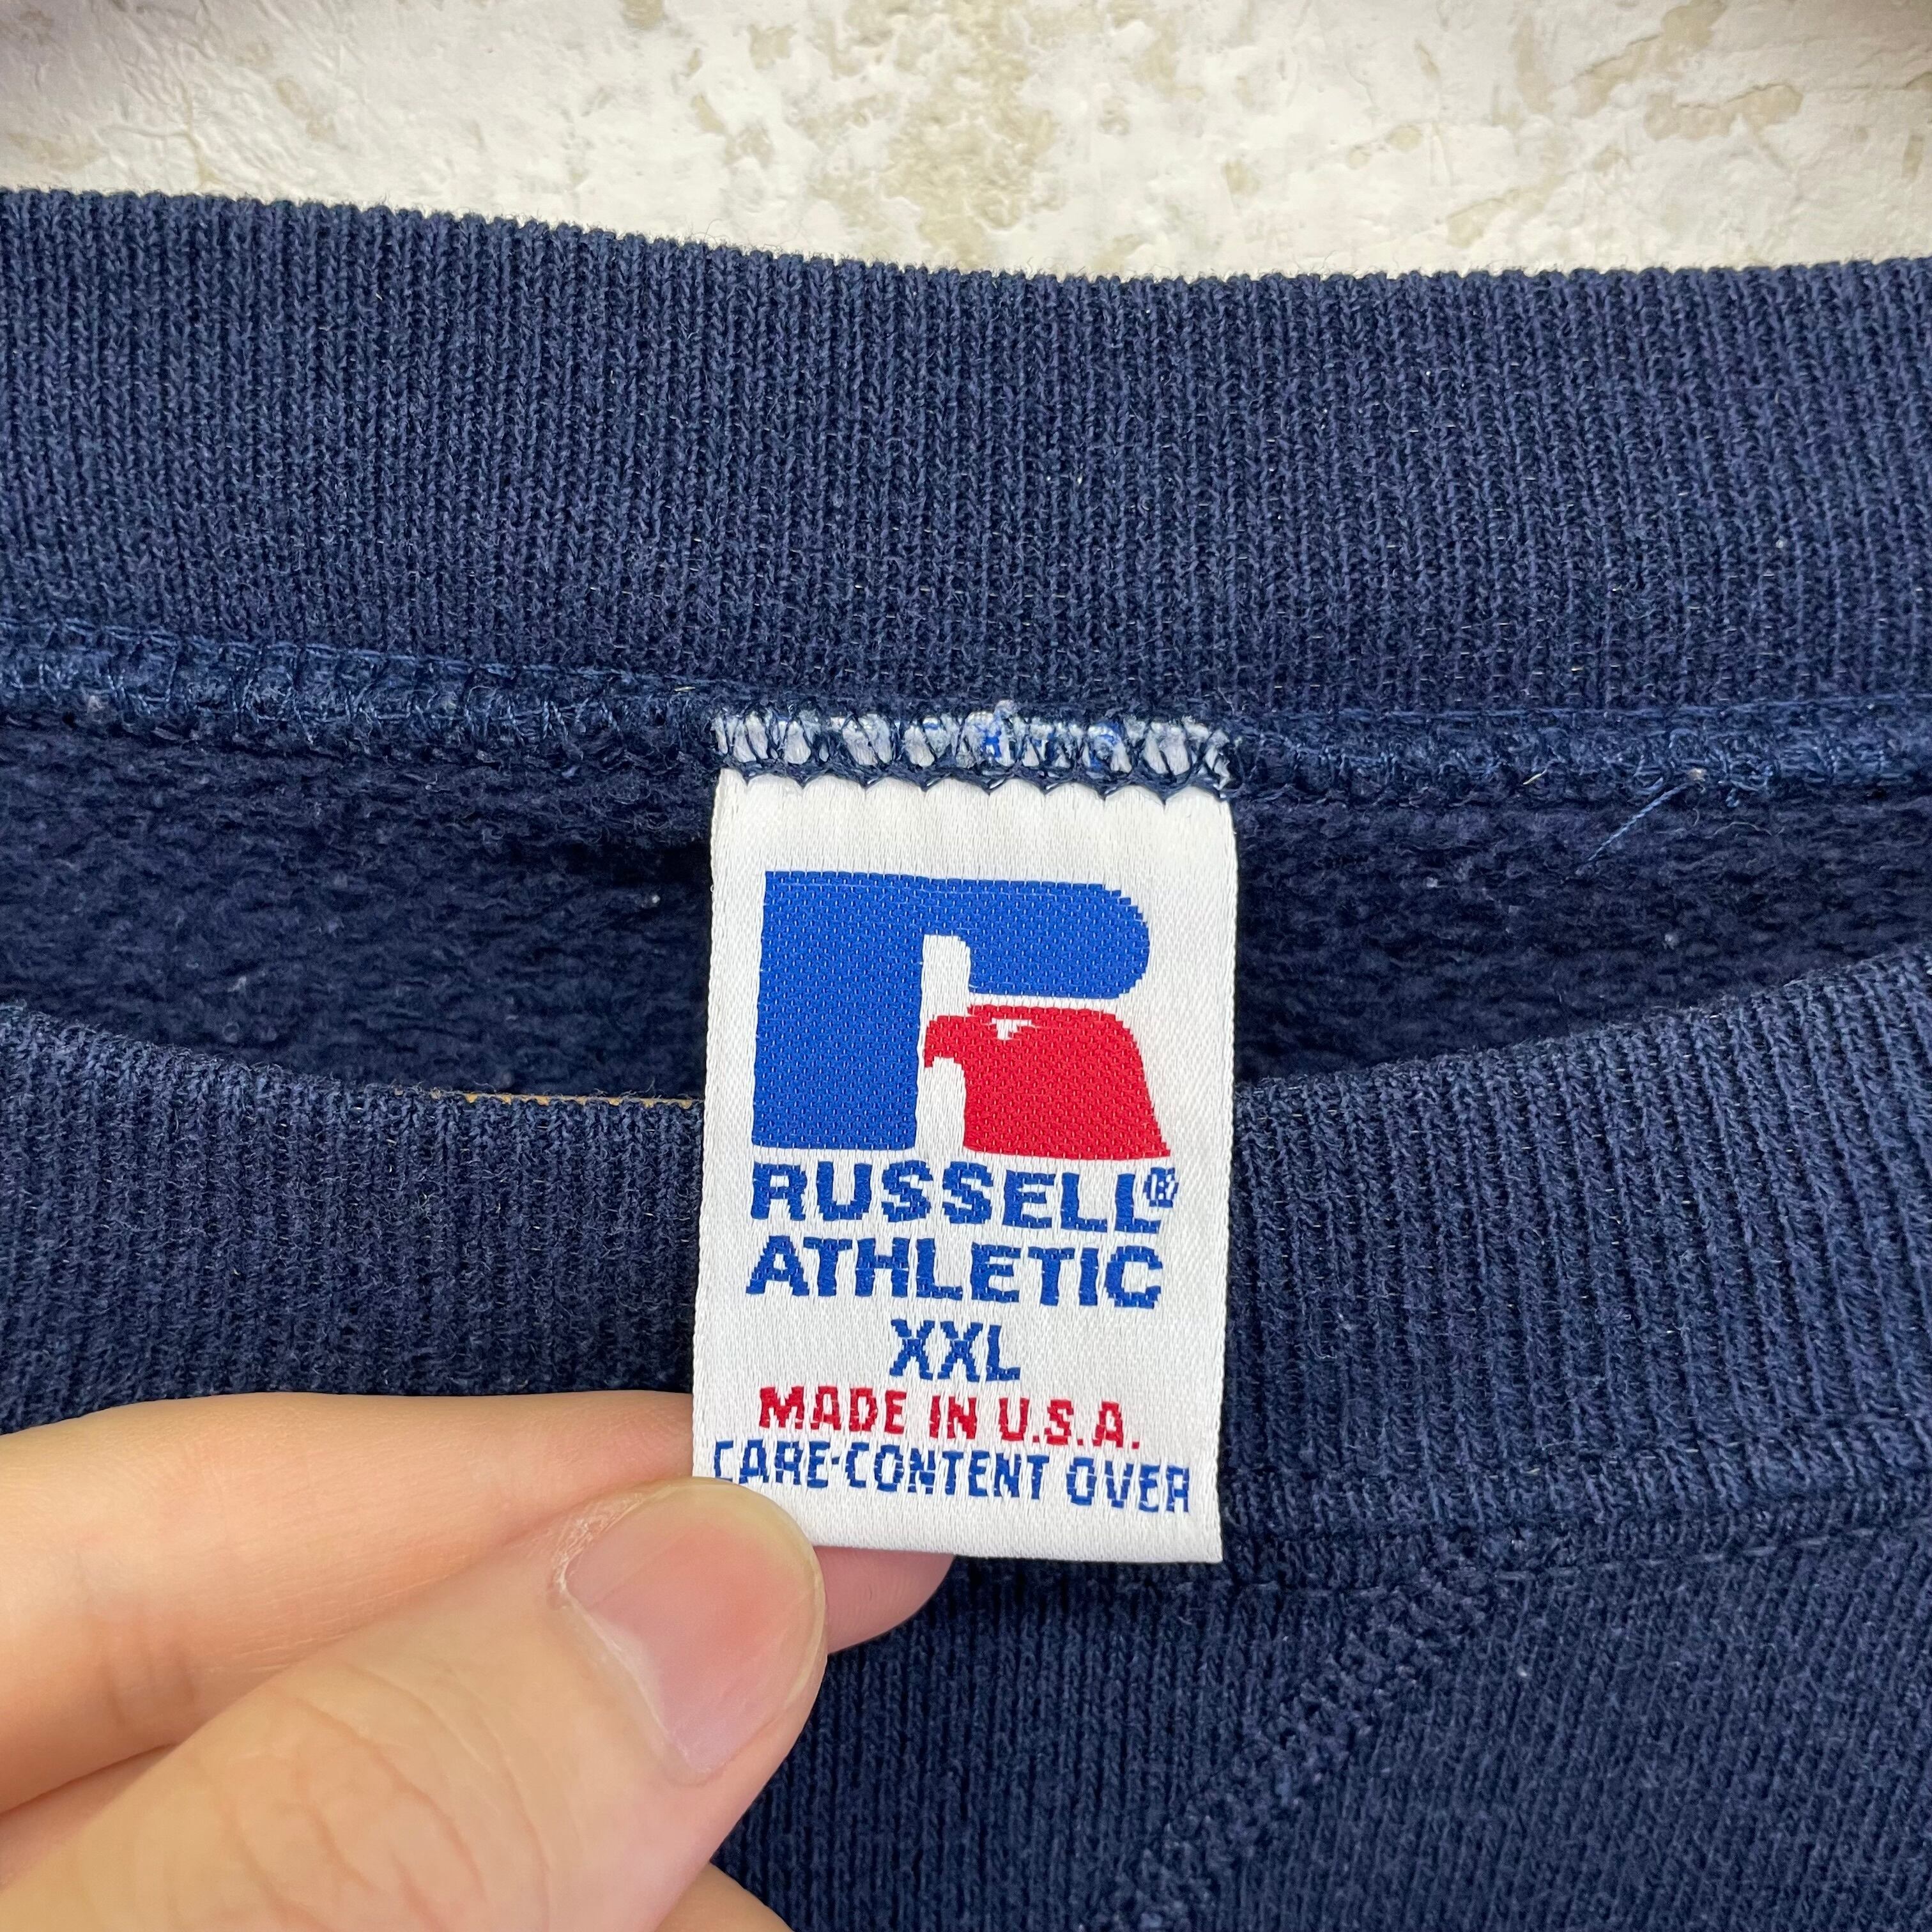 RUSSELL®
ATHLETIC
XXL
MADE IN U.S.A.
CARE-CONTENT OVER